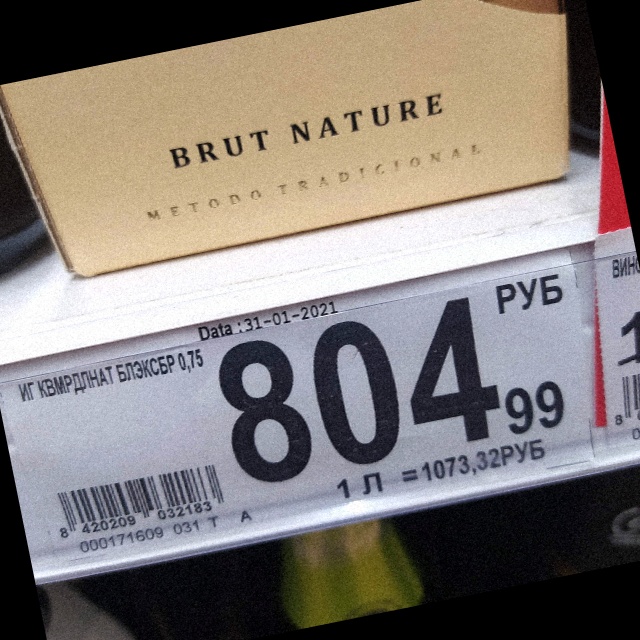 BRUT NATURE
METODO TRADICIONAL
Data :31-01-2021
ИГ КВМРДЛНАТ БЛЭКСБР 0,75
804 99 РУБ
1 Л =1073,32РУБ
8 420209 032183
000171609 031 T A
ВИНО